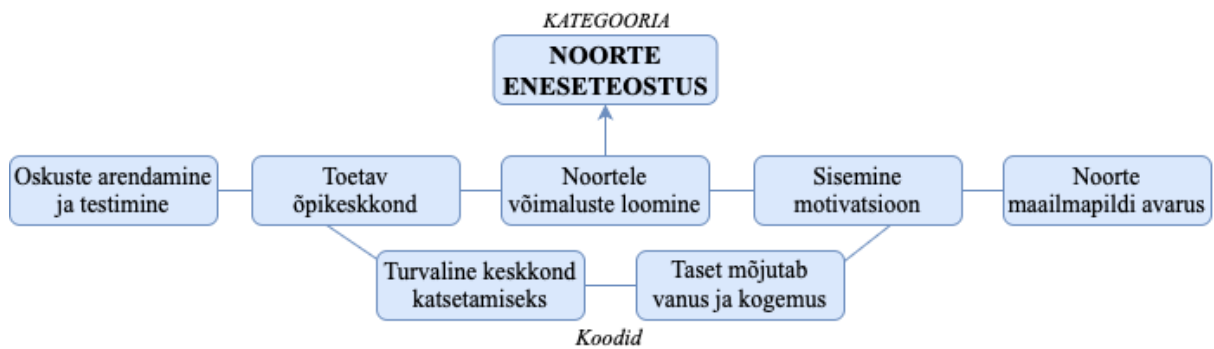 KATEGOORIA
NOORTE
ENESETEOSTUS
Oskuste arendamine
ja testimine
Toetav
õpikeskkond
Noortele
võimaluste loomine
Sisemine
motivatsioon
Noorte
maailmapildi avarus
Turvaline keskkond
katsetamiseks
Taset mõjutab
vanus ja kogemus
Koodid